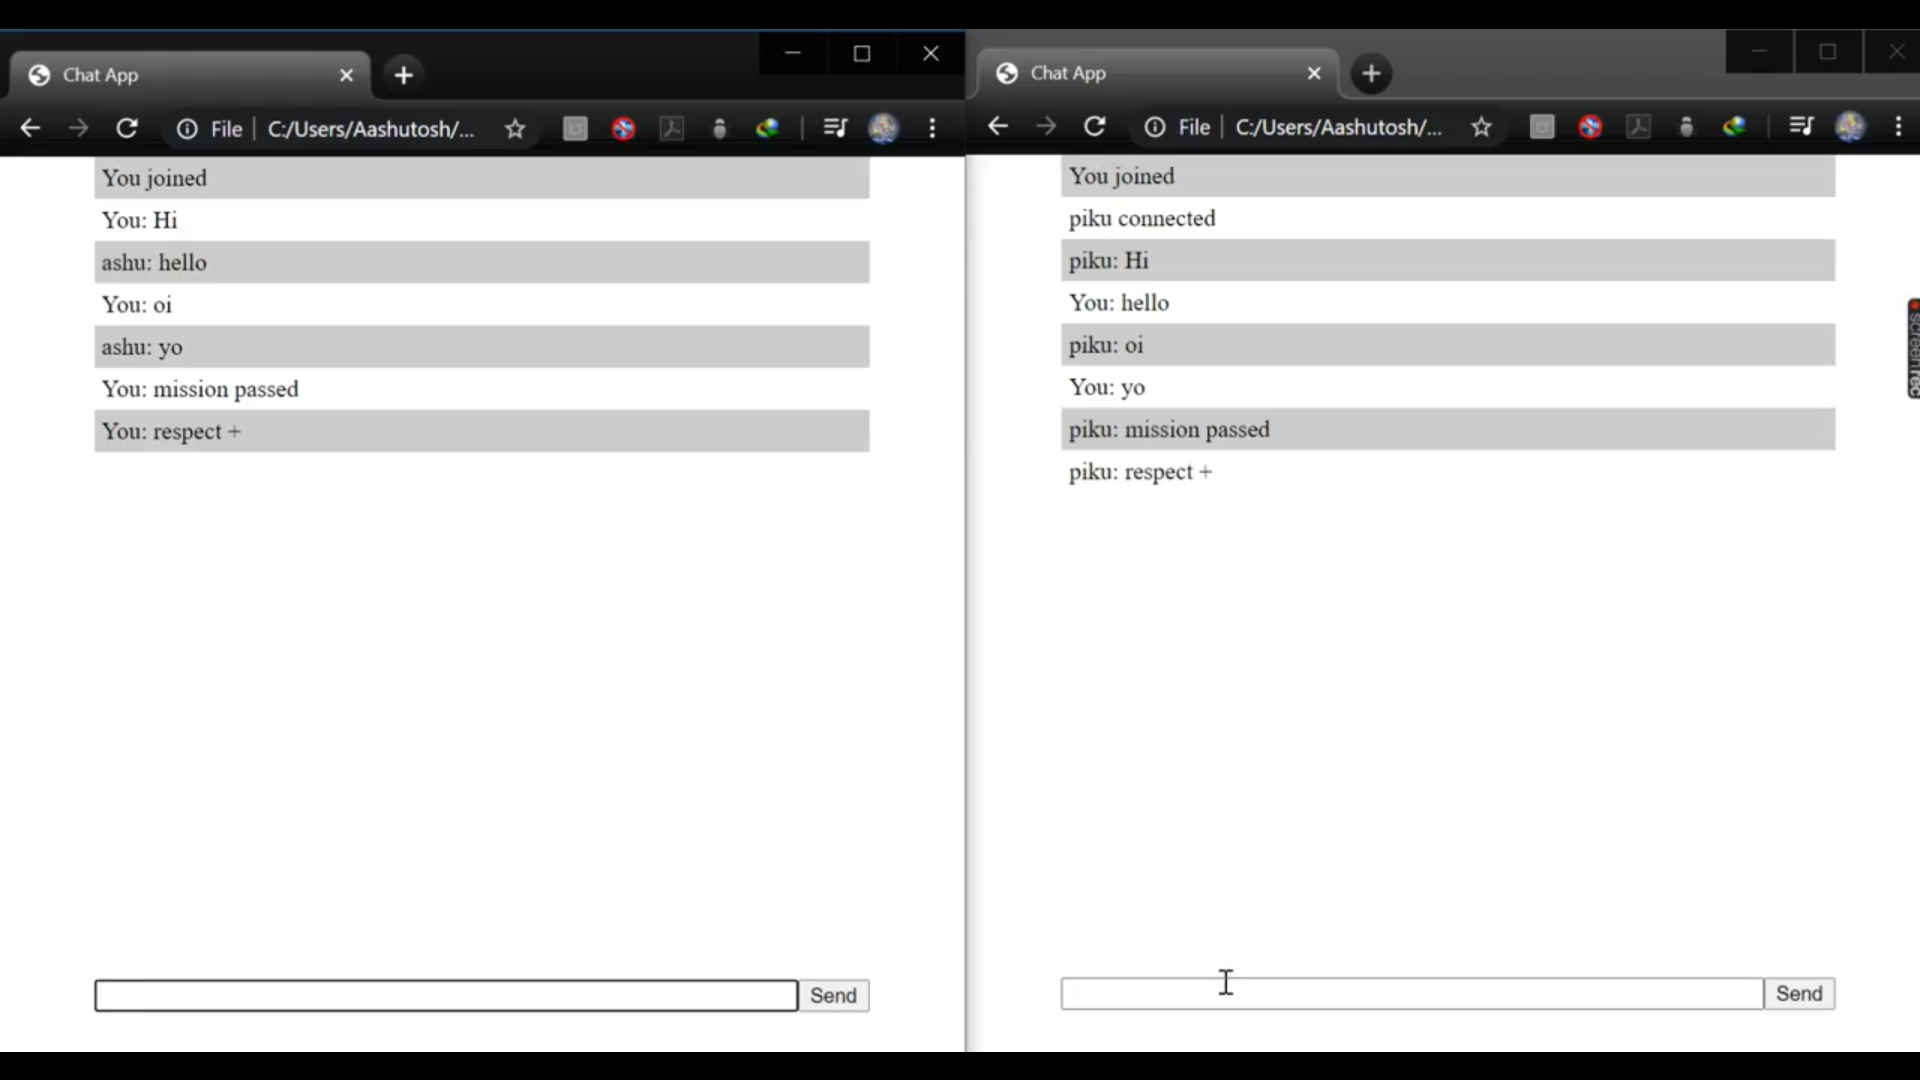 Chat App
File C:/Users/Aashutosh/...
You joined
You: Hi
ashu: hello
You: oi
ashu: yo
You: mission passed
You: respect +
Send
Chat App
File C:/Users/Aashutosh/...
You joined
piku connected
piku: Hi
You: hello
piku: oi
You: yo
piku: mission passed
piku: respect +
Send
screenrec